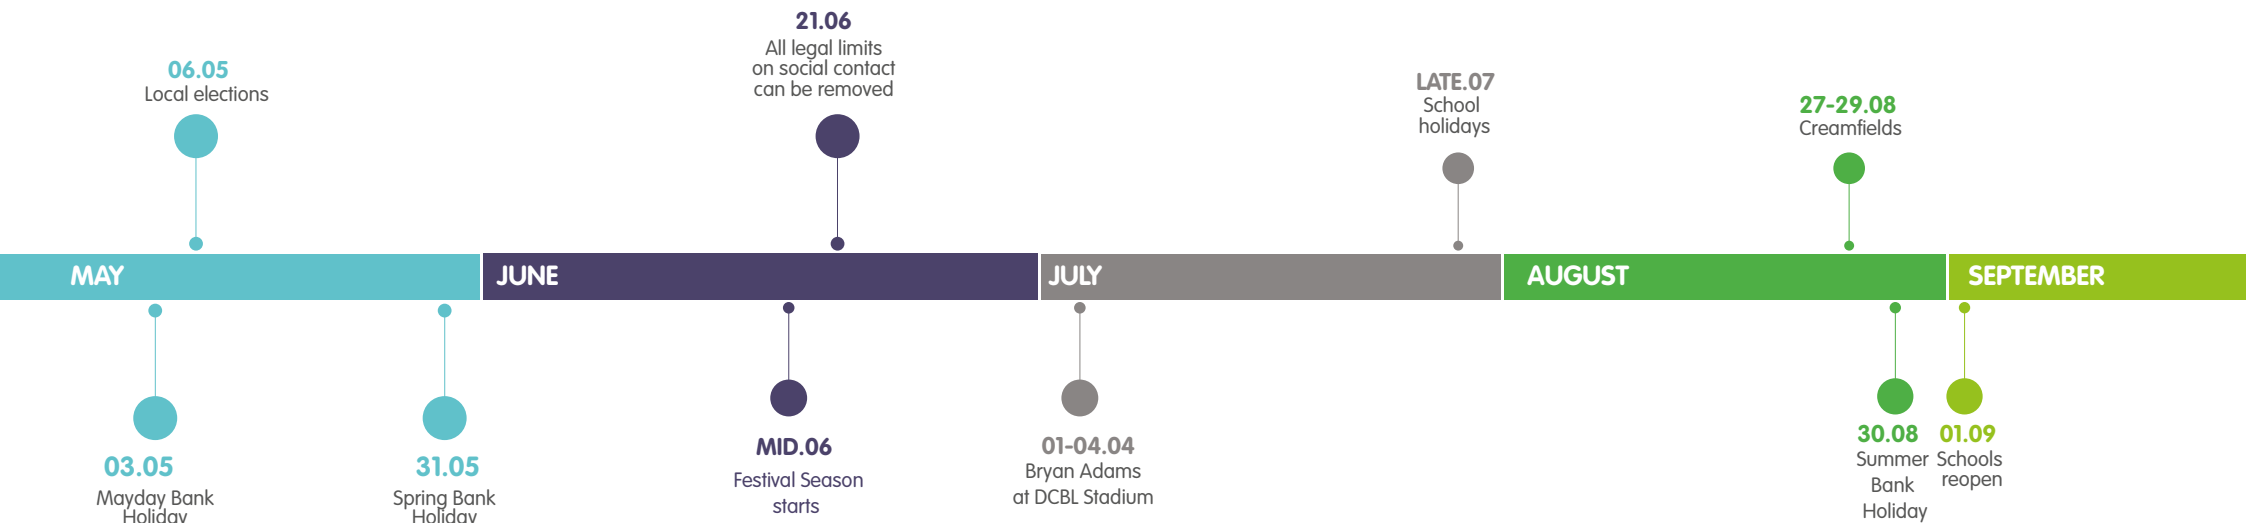 21.06
All legal limits
on social contact
can be removed
06.05
Local elections
LATE.07
School
holidays
27-29.08
Creamfields
MAY
JUNE
JULY
AUGUST
SEPTEMBER
03.05
Mayday Bank
Holiday
31.05
Spring Bank
Holiday
MID.06
Festival Season
starts
01-04.04
Bryan Adams
at DCBL Stadium
30.08
Summer
Bank
Holiday
01.09
Schools
reopen